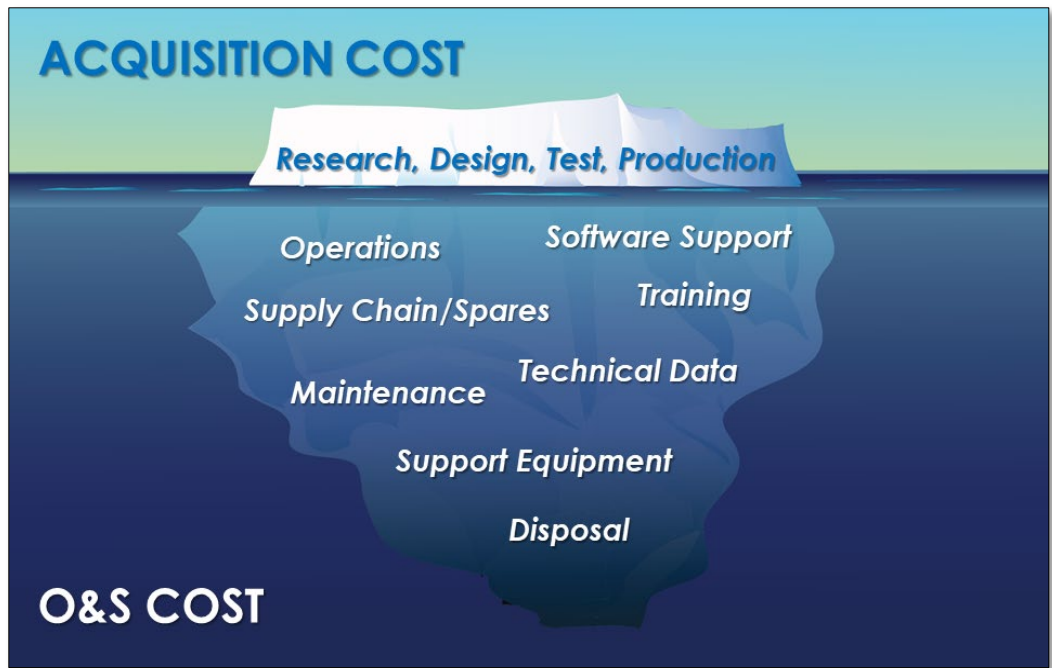 ACQUISITION COST
Research, Design, Test, Production
Operations
Software Support
Supply Chain/Spares
Training
Maintenance
Technical Data
Support Equipment
Disposal
O&S COST